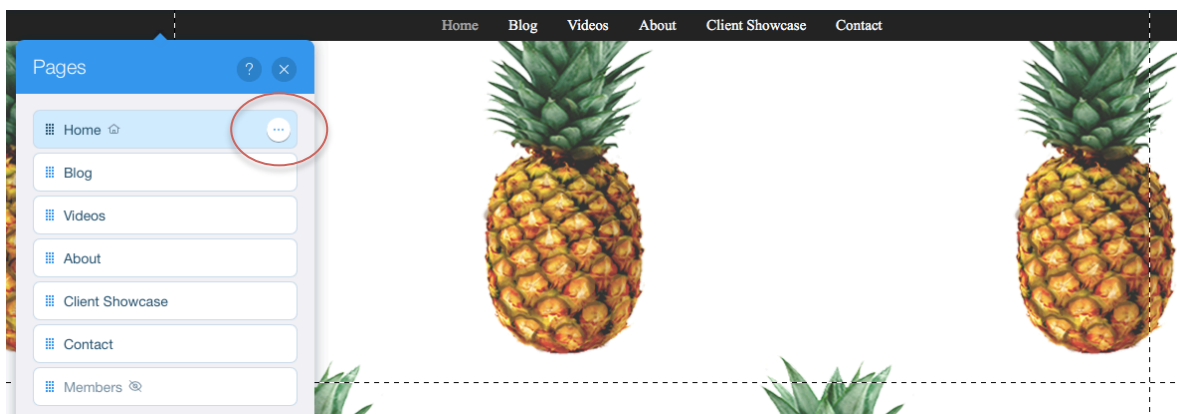 Home Blog Videos About Client Showcase Contact
Pages ? ×
Home ...
Blog
Videos
About
Client Showcase
Contact
Members